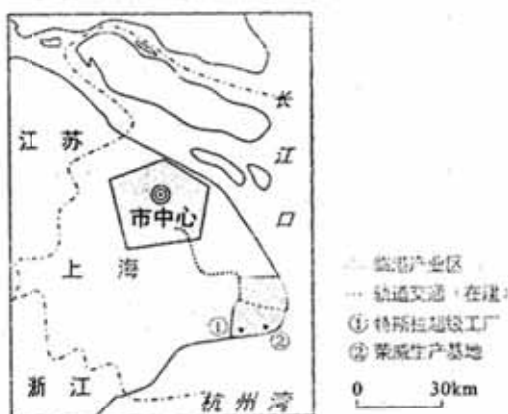 长
江
口
江 苏
市中心
上 海
①
②
浙 江
杭 州 湾
临港产业区
轨道交通（在建）
① 特斯拉超级工厂
② 荣威生产基地
0 30km